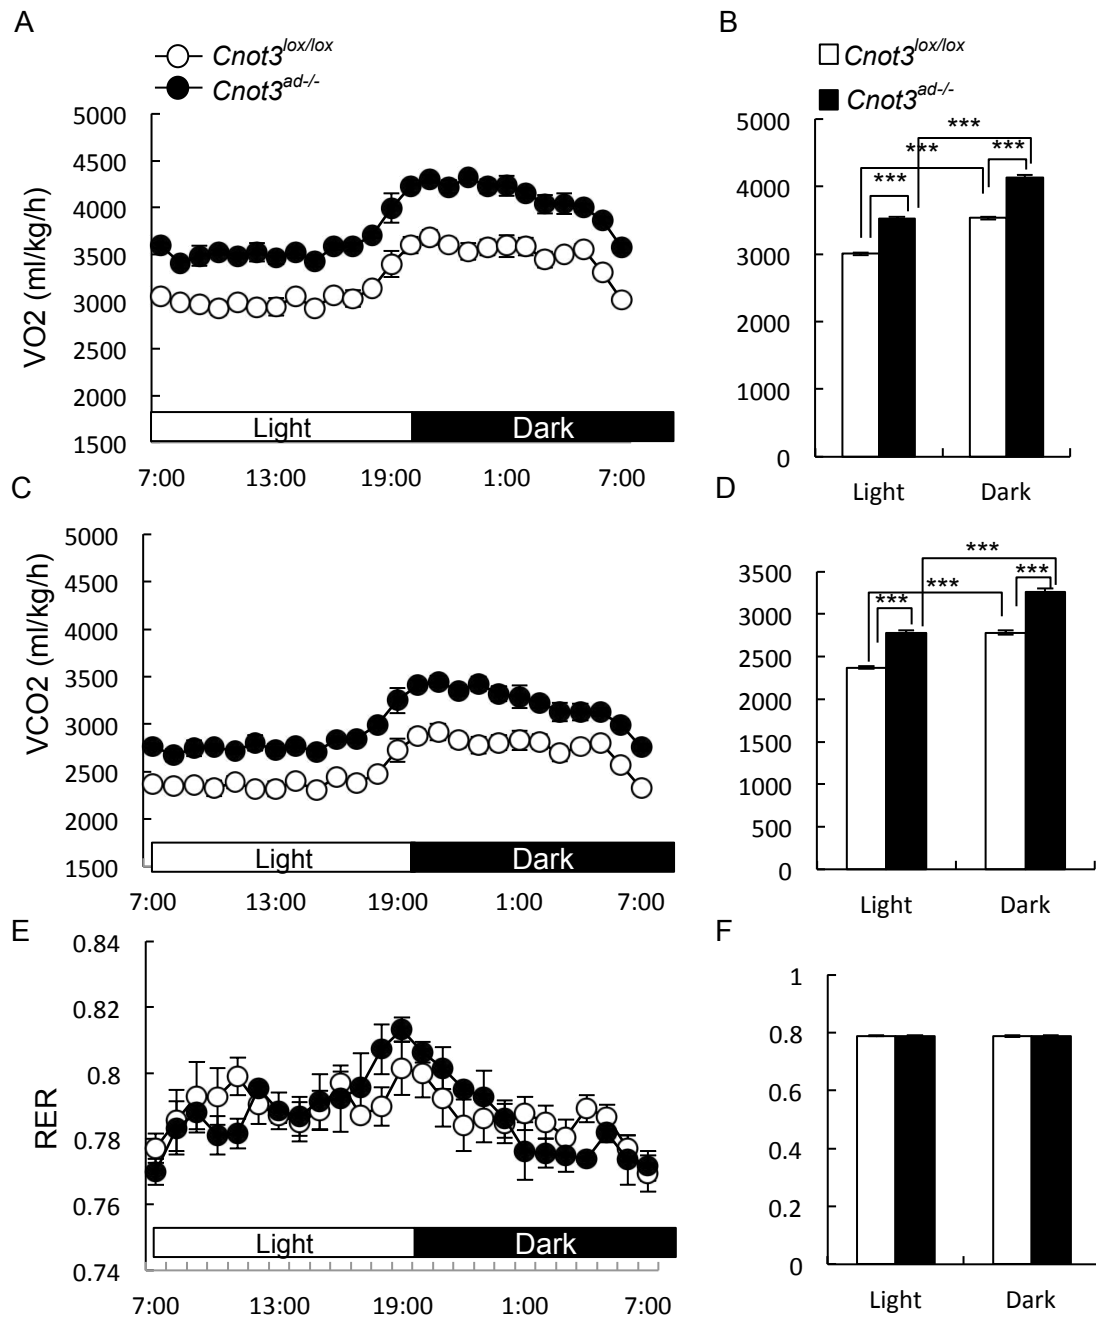 A
Cnot3lox/lox
Cnot3ad-/-
VO2 (ml/kg/h)
5000
4500
4000
3500
3000
2500
2000
1500
Light
Dark
7:00
13:00
19:00
1:00
7:00
B
Cnot3lox/lox
Cnot3ad-/-
5000
4000
3000
2000
1000
0
***
***
***
***
Light
Dark
C
VCO2 (ml/kg/h)
5000
4500
4000
3500
3000
2500
2000
1500
Light
Dark
7:00
13:00
19:00
1:00
7:00
D
3500
3000
2500
2000
1500
1000
500
0
***
***
***
***
Light
Dark
E
RER
0.84
0.82
0.8
0.78
0.76
0.74
Light
Dark
7:00
13:00
19:00
1:00
7:00
F
1
0.8
0.6
0.4
0.2
0
Light
Dark